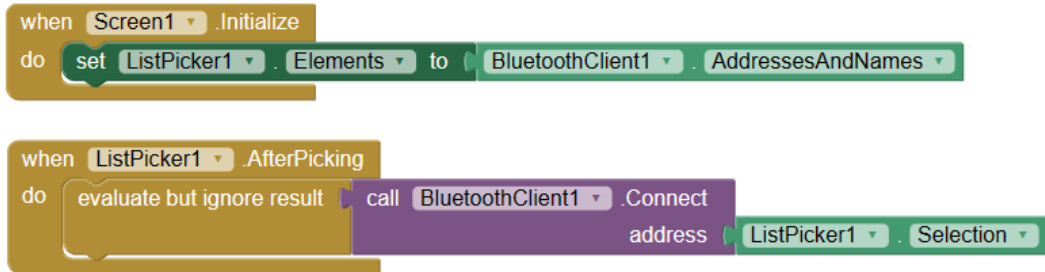 when Screen1 .Initialize
do set ListPicker1 . Elements to BluetoothClient1 . AddressesAndNames
when ListPicker1 .AfterPicking
do evaluate but ignore result call BluetoothClient1 .Connect
address ListPicker1 . Selection